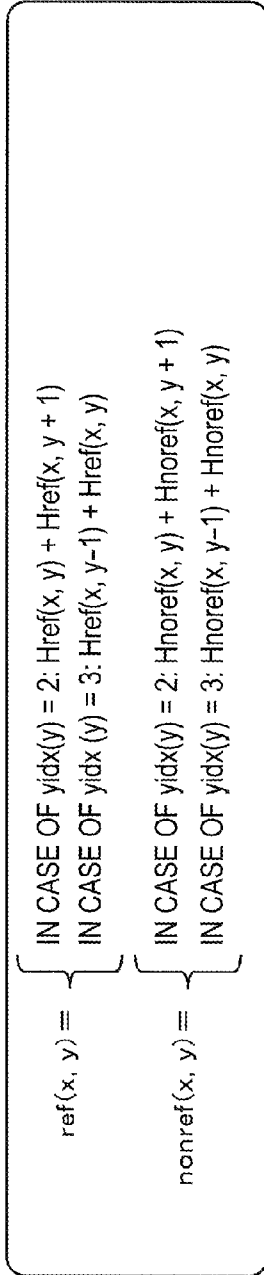 ref(x, y) = { IN CASE OF yidx(y) = 2: Href(x, y) + Href(x, y + 1)
IN CASE OF yidx (y) = 3: Href(x, y-1) + Href(x, y)
nonref(x, y) = { IN CASE OF yidx(y) = 2: Hnoref(x, y) + Hnoref(x, y + 1)
IN CASE OF yidx(y) = 3: Hnoref(x, y-1) + Hnoref(x, y)